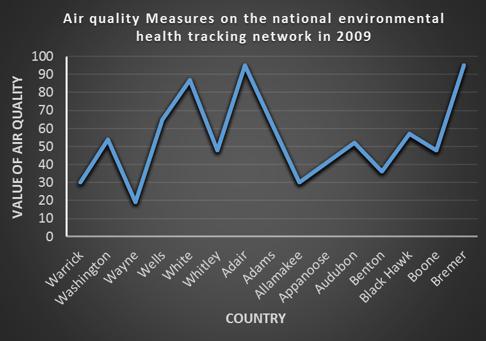 Air quality Measures on the national environmental
health tracking network in 2009
VALUE OF AIR QUALITY
100
90
80
70
60
50
40
30
20
10
0
Warrick
Washington
Wayne
Wells
White
Whitley
Adair
Adams
Allamakee
Appanoose
Audubon
Benton
Black Hawk
Boone
Bremer
COUNTRY